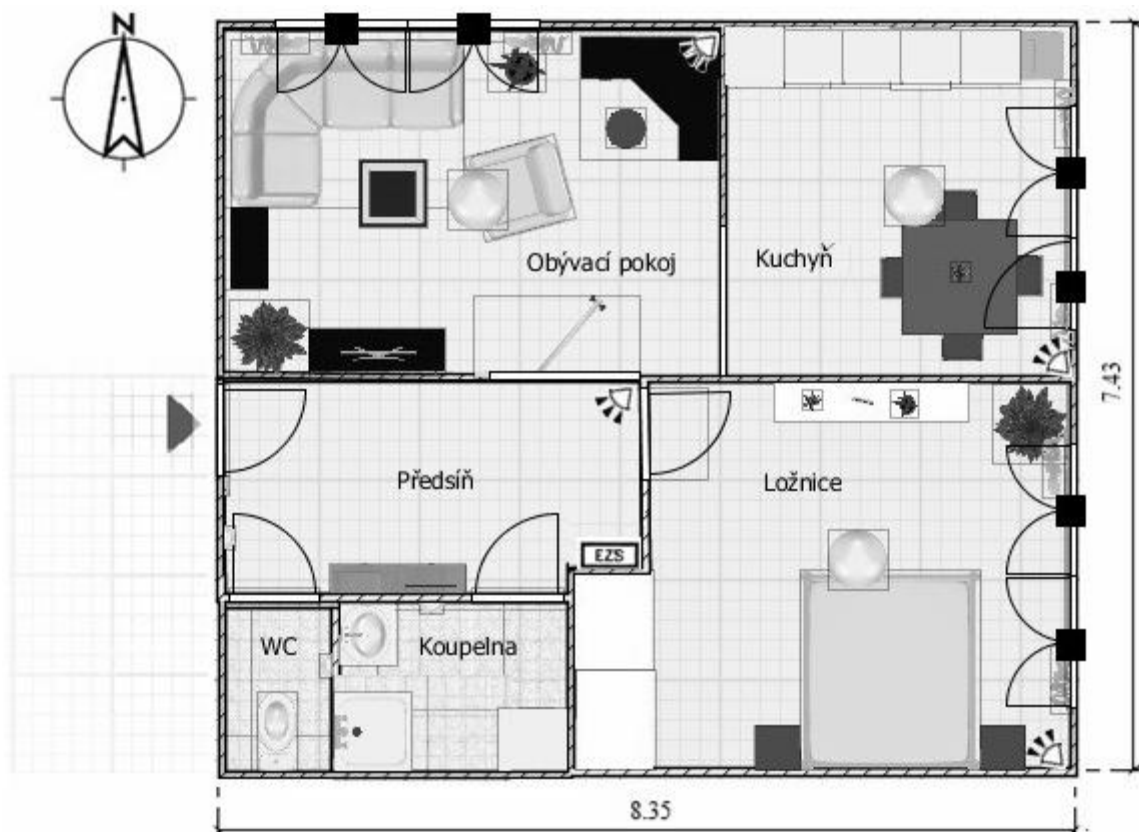 N
Obývací pokoj
Kuchyň
7.43
Předsíň
Ložnice
EZS
WC
Koupelna
8.35